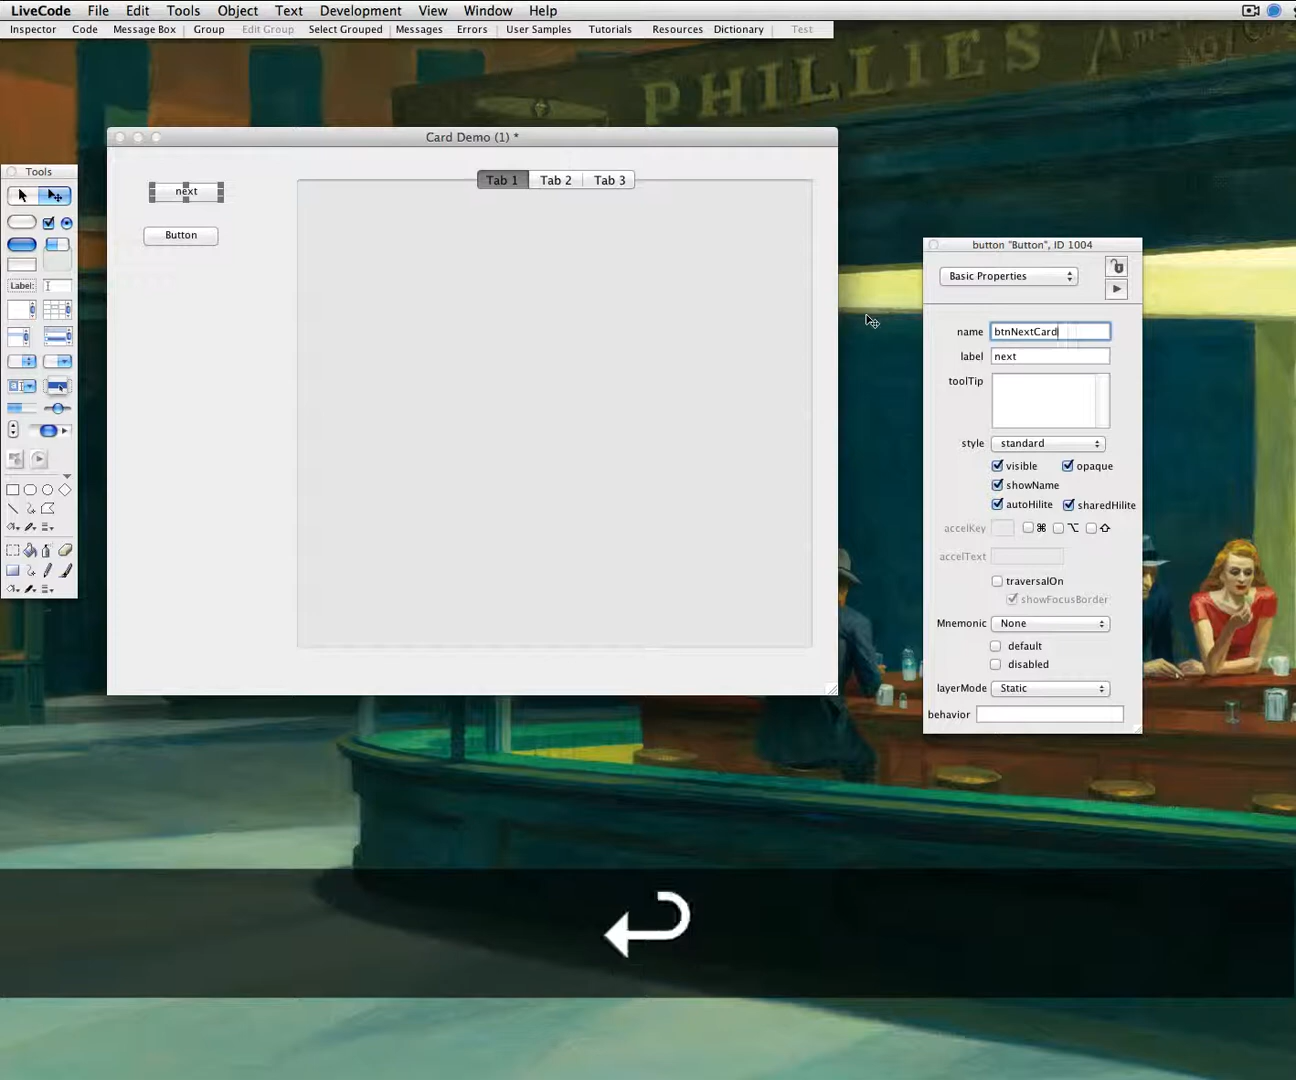 LiveCode File Edit Tools Object Text Development View Window Help
Inspector Code Message Box Group Edit Group Select Grouped Messages Errors User Samples Tutorials Resources Dictionary Test
PHILLIES
Card Demo (1) *
Tools
next
Tab 1 Tab 2 Tab 3
Button
Label:
button "Button", ID 1004
Basic Properties
name btnNextCard
label next
toolTip
style standard
visible opaque
showName
autoHilite sharedHilite
accelKey ⌘ ⌥ ⇧
accelText
traversalOn
showFocusBorder
Mnemonic None
default
disabled
layerMode Static
behavior